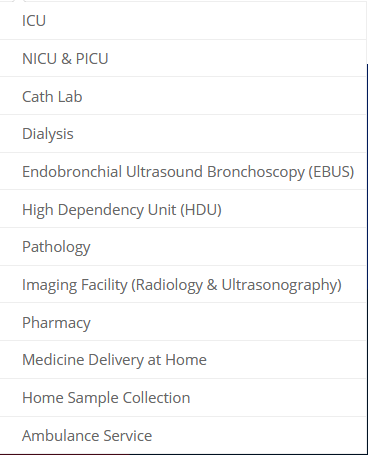 ICU
NICU & PICU
Cath Lab
Dialysis
Endobronchial Ultrasound Bronchoscopy (EBUS)
High Dependency Unit (HDU)
Pathology
Imaging Facility (Radiology & Ultrasonography)
Pharmacy
Medicine Delivery at Home
Home Sample Collection
Ambulance Service